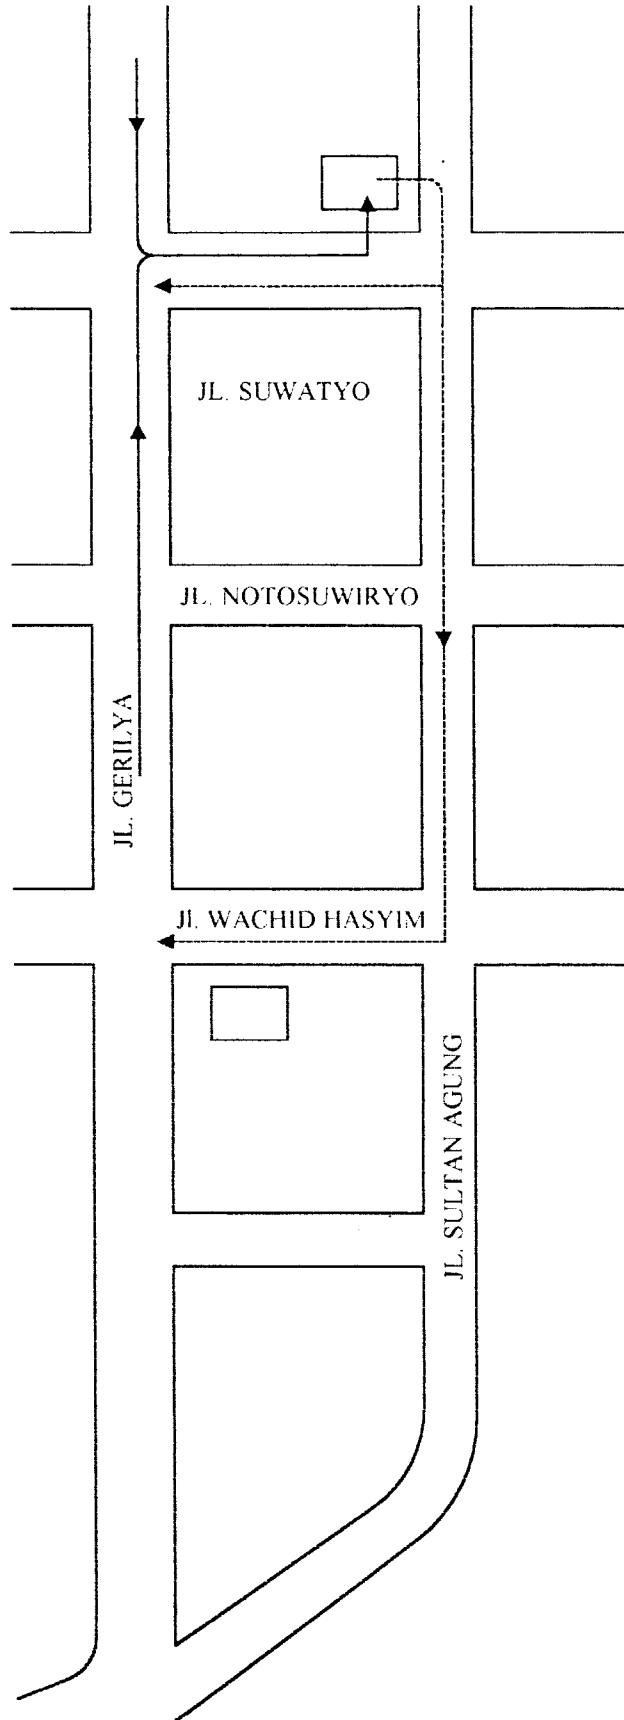 JL. SUWATYO
JL. NOTOSUWIRYO
JL. GERILYA
Jl. WACHID HASYIM
JL. SULTAN AGUNG